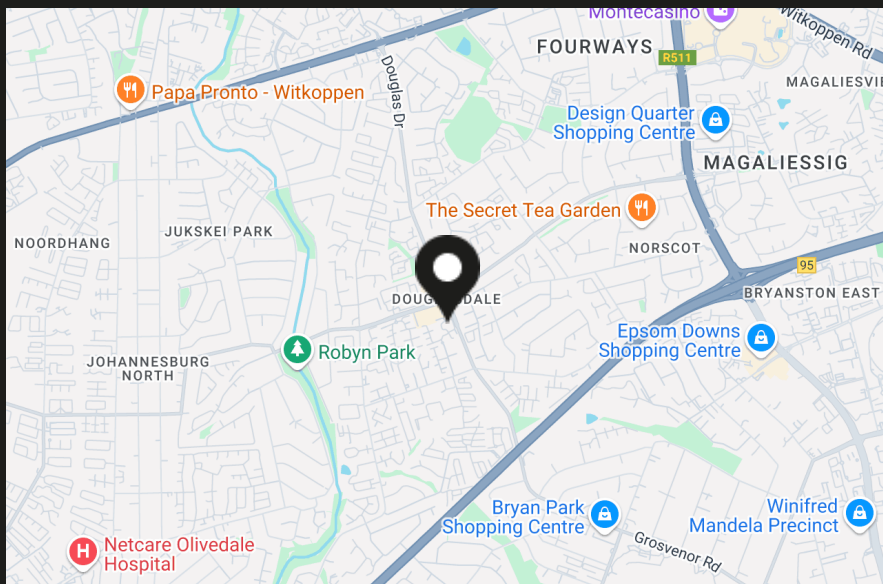 Montecasino
Witkoppen Rd
FOURWAYS
R511
Douglas Dr
MAGALIESVIE
Papa Pronto - Witkoppen
Design Quarter
Shopping Centre
MAGALIESSIG
The Secret Tea Garden
JUKSKEI PARK
NOORDHANG
NORSCOT
95
BRYANSTON EAST
DOUG DALE
Epsom Downs
Shopping Centre
Robyn Park
JOHANNESBURG
NORTH
Bryan Park
Shopping Centre
Winifred
Mandela Precinct
Grosvenor Rd
H
Netcare Olivedale
Hospital